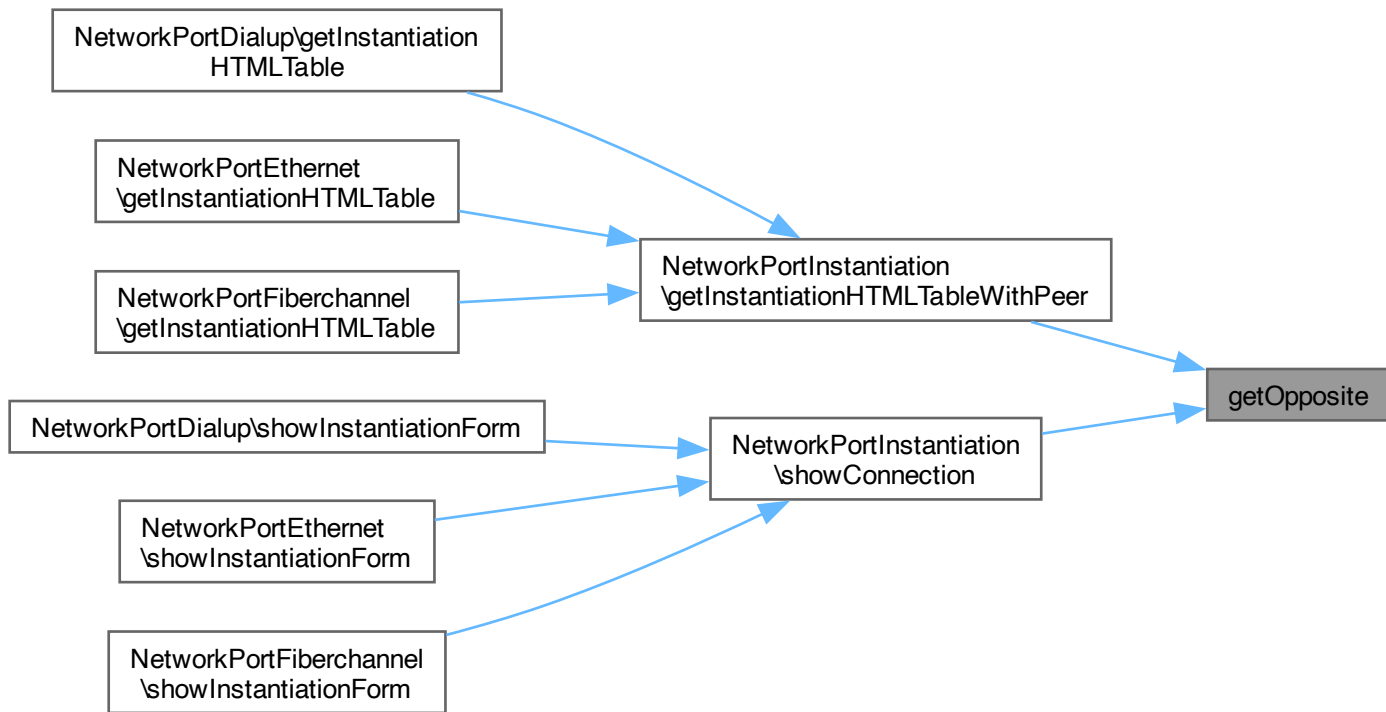 NetworkPortDialup\getInstantiation
HTMLTable
NetworkPortEthernet
\getInstantiationHTMLTable
NetworkPortFiberchannel
\getInstantiationHTMLTable
NetworkPortInstantiation
\getInstantiationHTMLTableWithPeer
getOpposite
NetworkPortDialup\showInstantiationForm
NetworkPortInstantiation
\showConnection
NetworkPortEthernet
\showInstantiationForm
NetworkPortFiberchannel
\showInstantiationForm